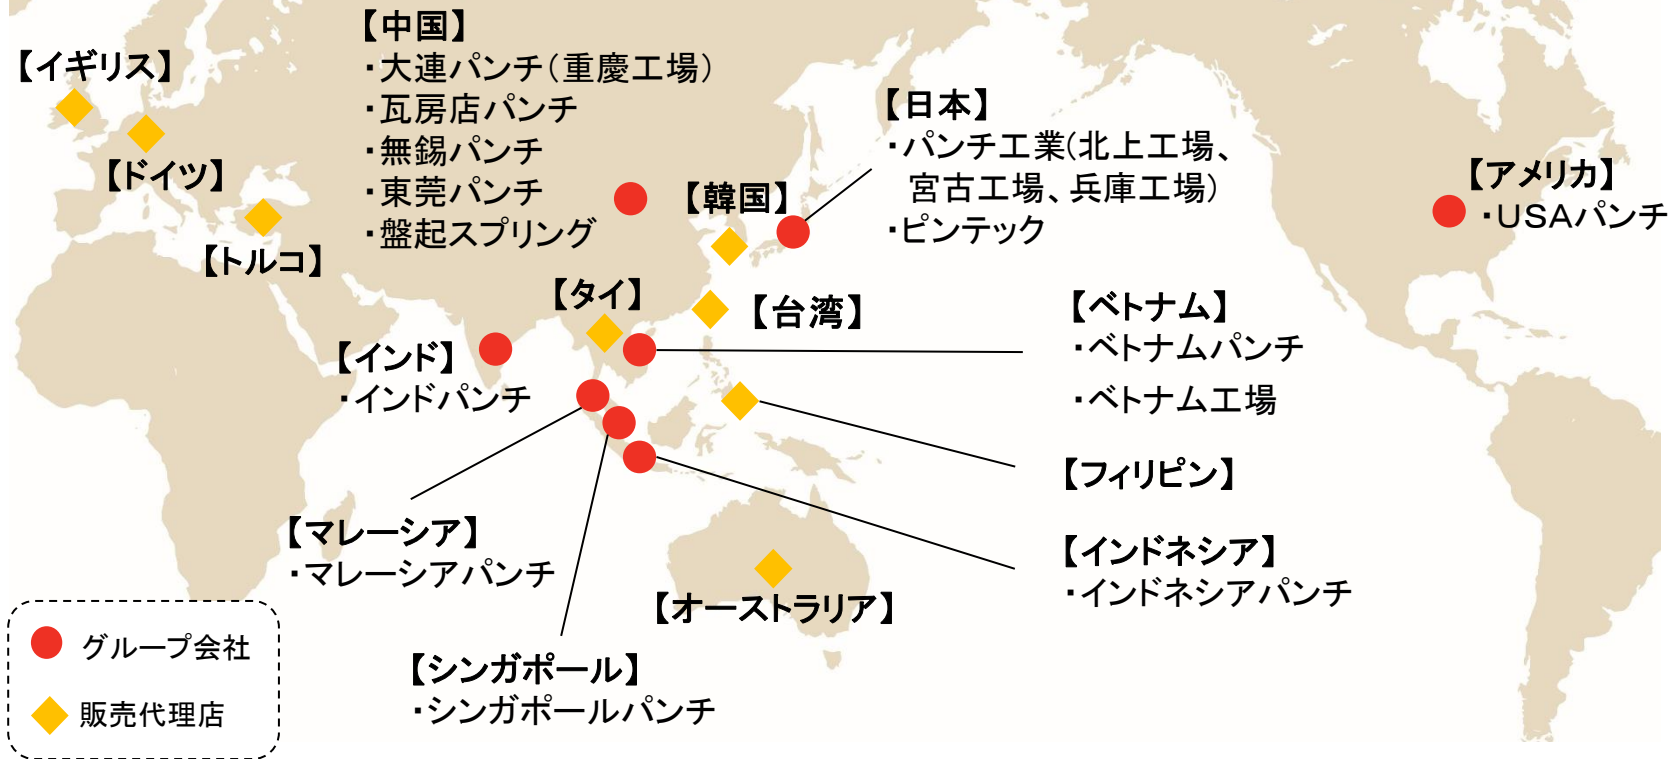 【イギリス】
【ドイツ】
【トルコ】
【中国】
・大連パンチ（重慶工場）
・瓦房店パンチ
・無錫パンチ
・東莞パンチ
・盤起スプリング
【韓国】
【日本】
・パンチ工業(北上工場、
宮古工場、兵庫工場)
・ピンテック
【アメリカ】
・ＵＳＡパンチ
【タイ】
【台湾】
【インド】
・インドパンチ
【ベトナム】
・ベトナムパンチ
・ベトナム工場
【フィリピン】
【マレーシア】
・マレーシアパンチ
【インドネシア】
・インドネシアパンチ
【オーストラリア】
【シンガポール】
・シンガポールパンチ
グループ会社
販売代理店